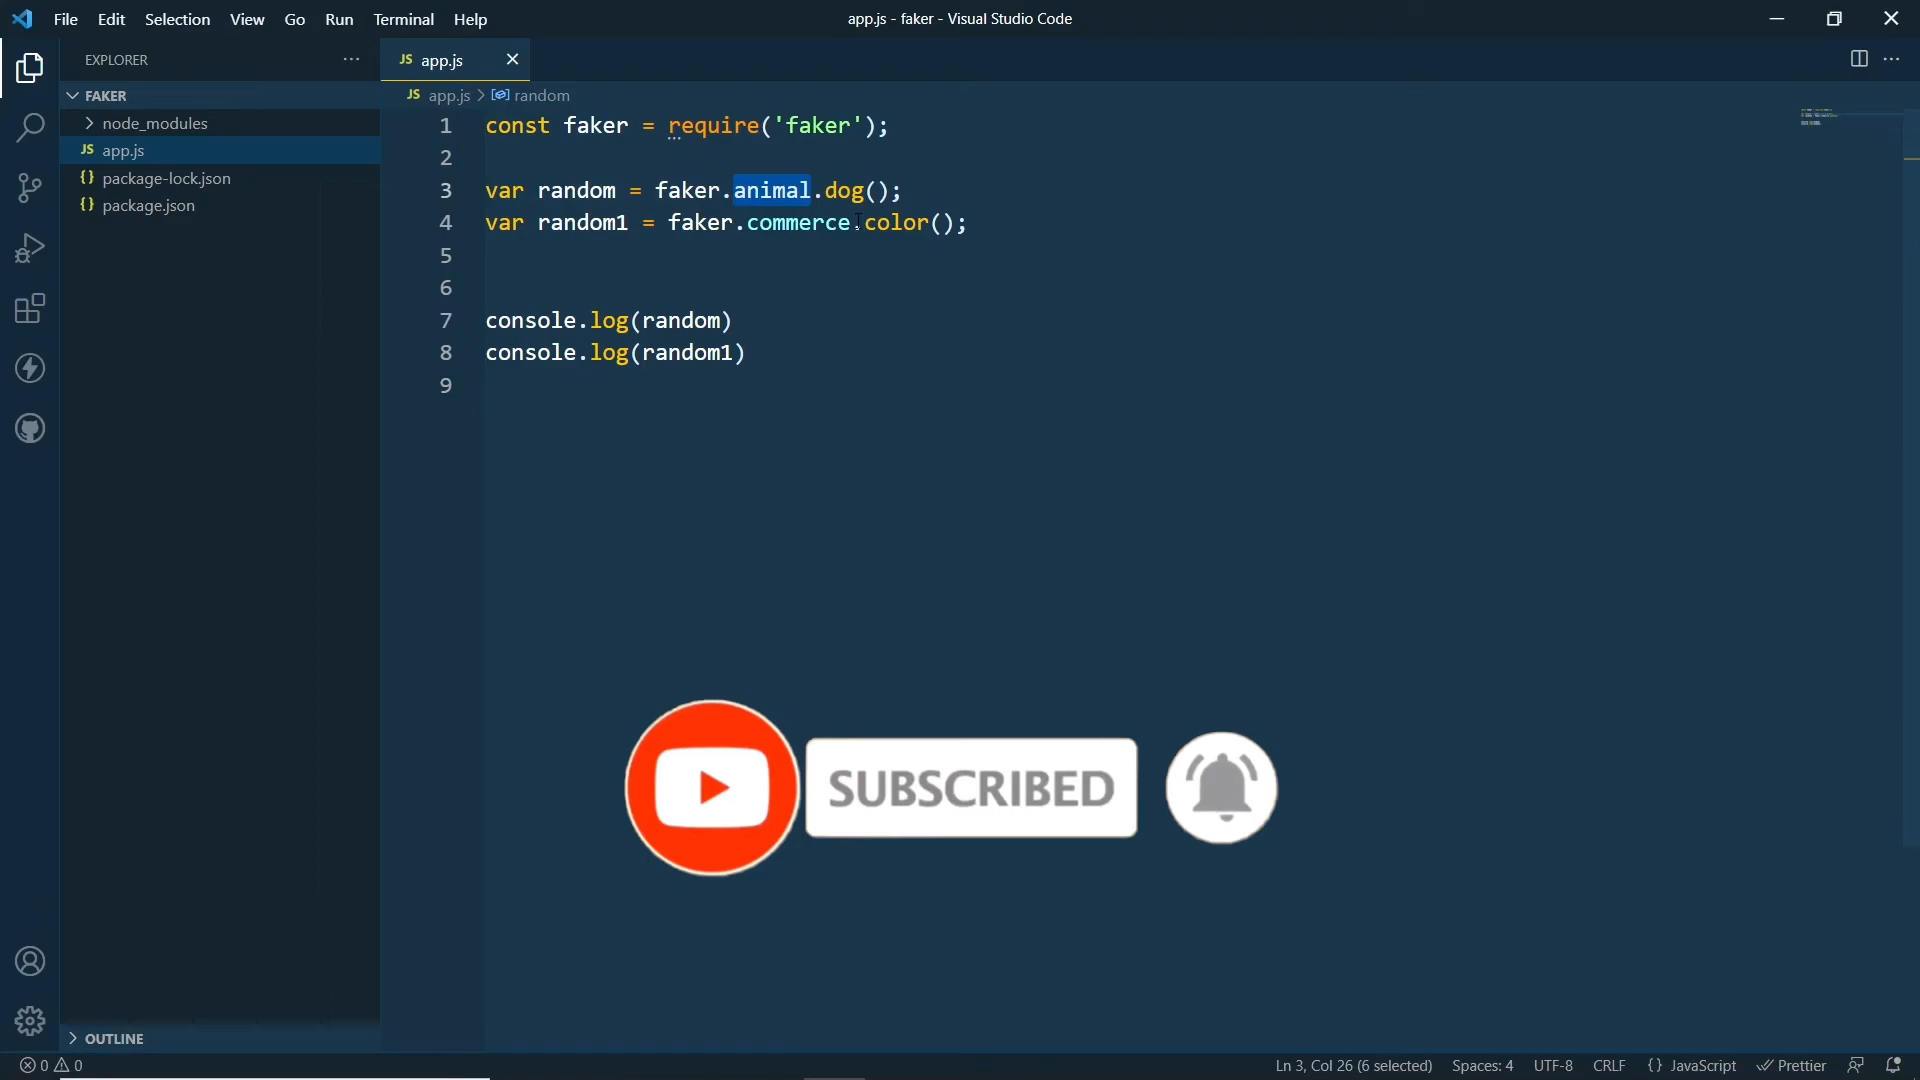 File Edit Selection View Go Run Terminal Help
app.js - faker - Visual Studio Code
EXPLORER
FAKER
node_modules
JS app.js
{} package-lock.json
{} package.json
OUTLINE
JS app.js
JS app.js > random
1 const faker = require('faker');
2
3 var random = faker.animal.dog();
4 var random1 = faker.commerce.color();
5
6
7 console.log(random)
8 console.log(random1)
9
SUBSCRIBED
0 0
Ln 3, Col 26 (6 selected) Spaces: 4 UTF-8 CRLF {} JavaScript Prettier